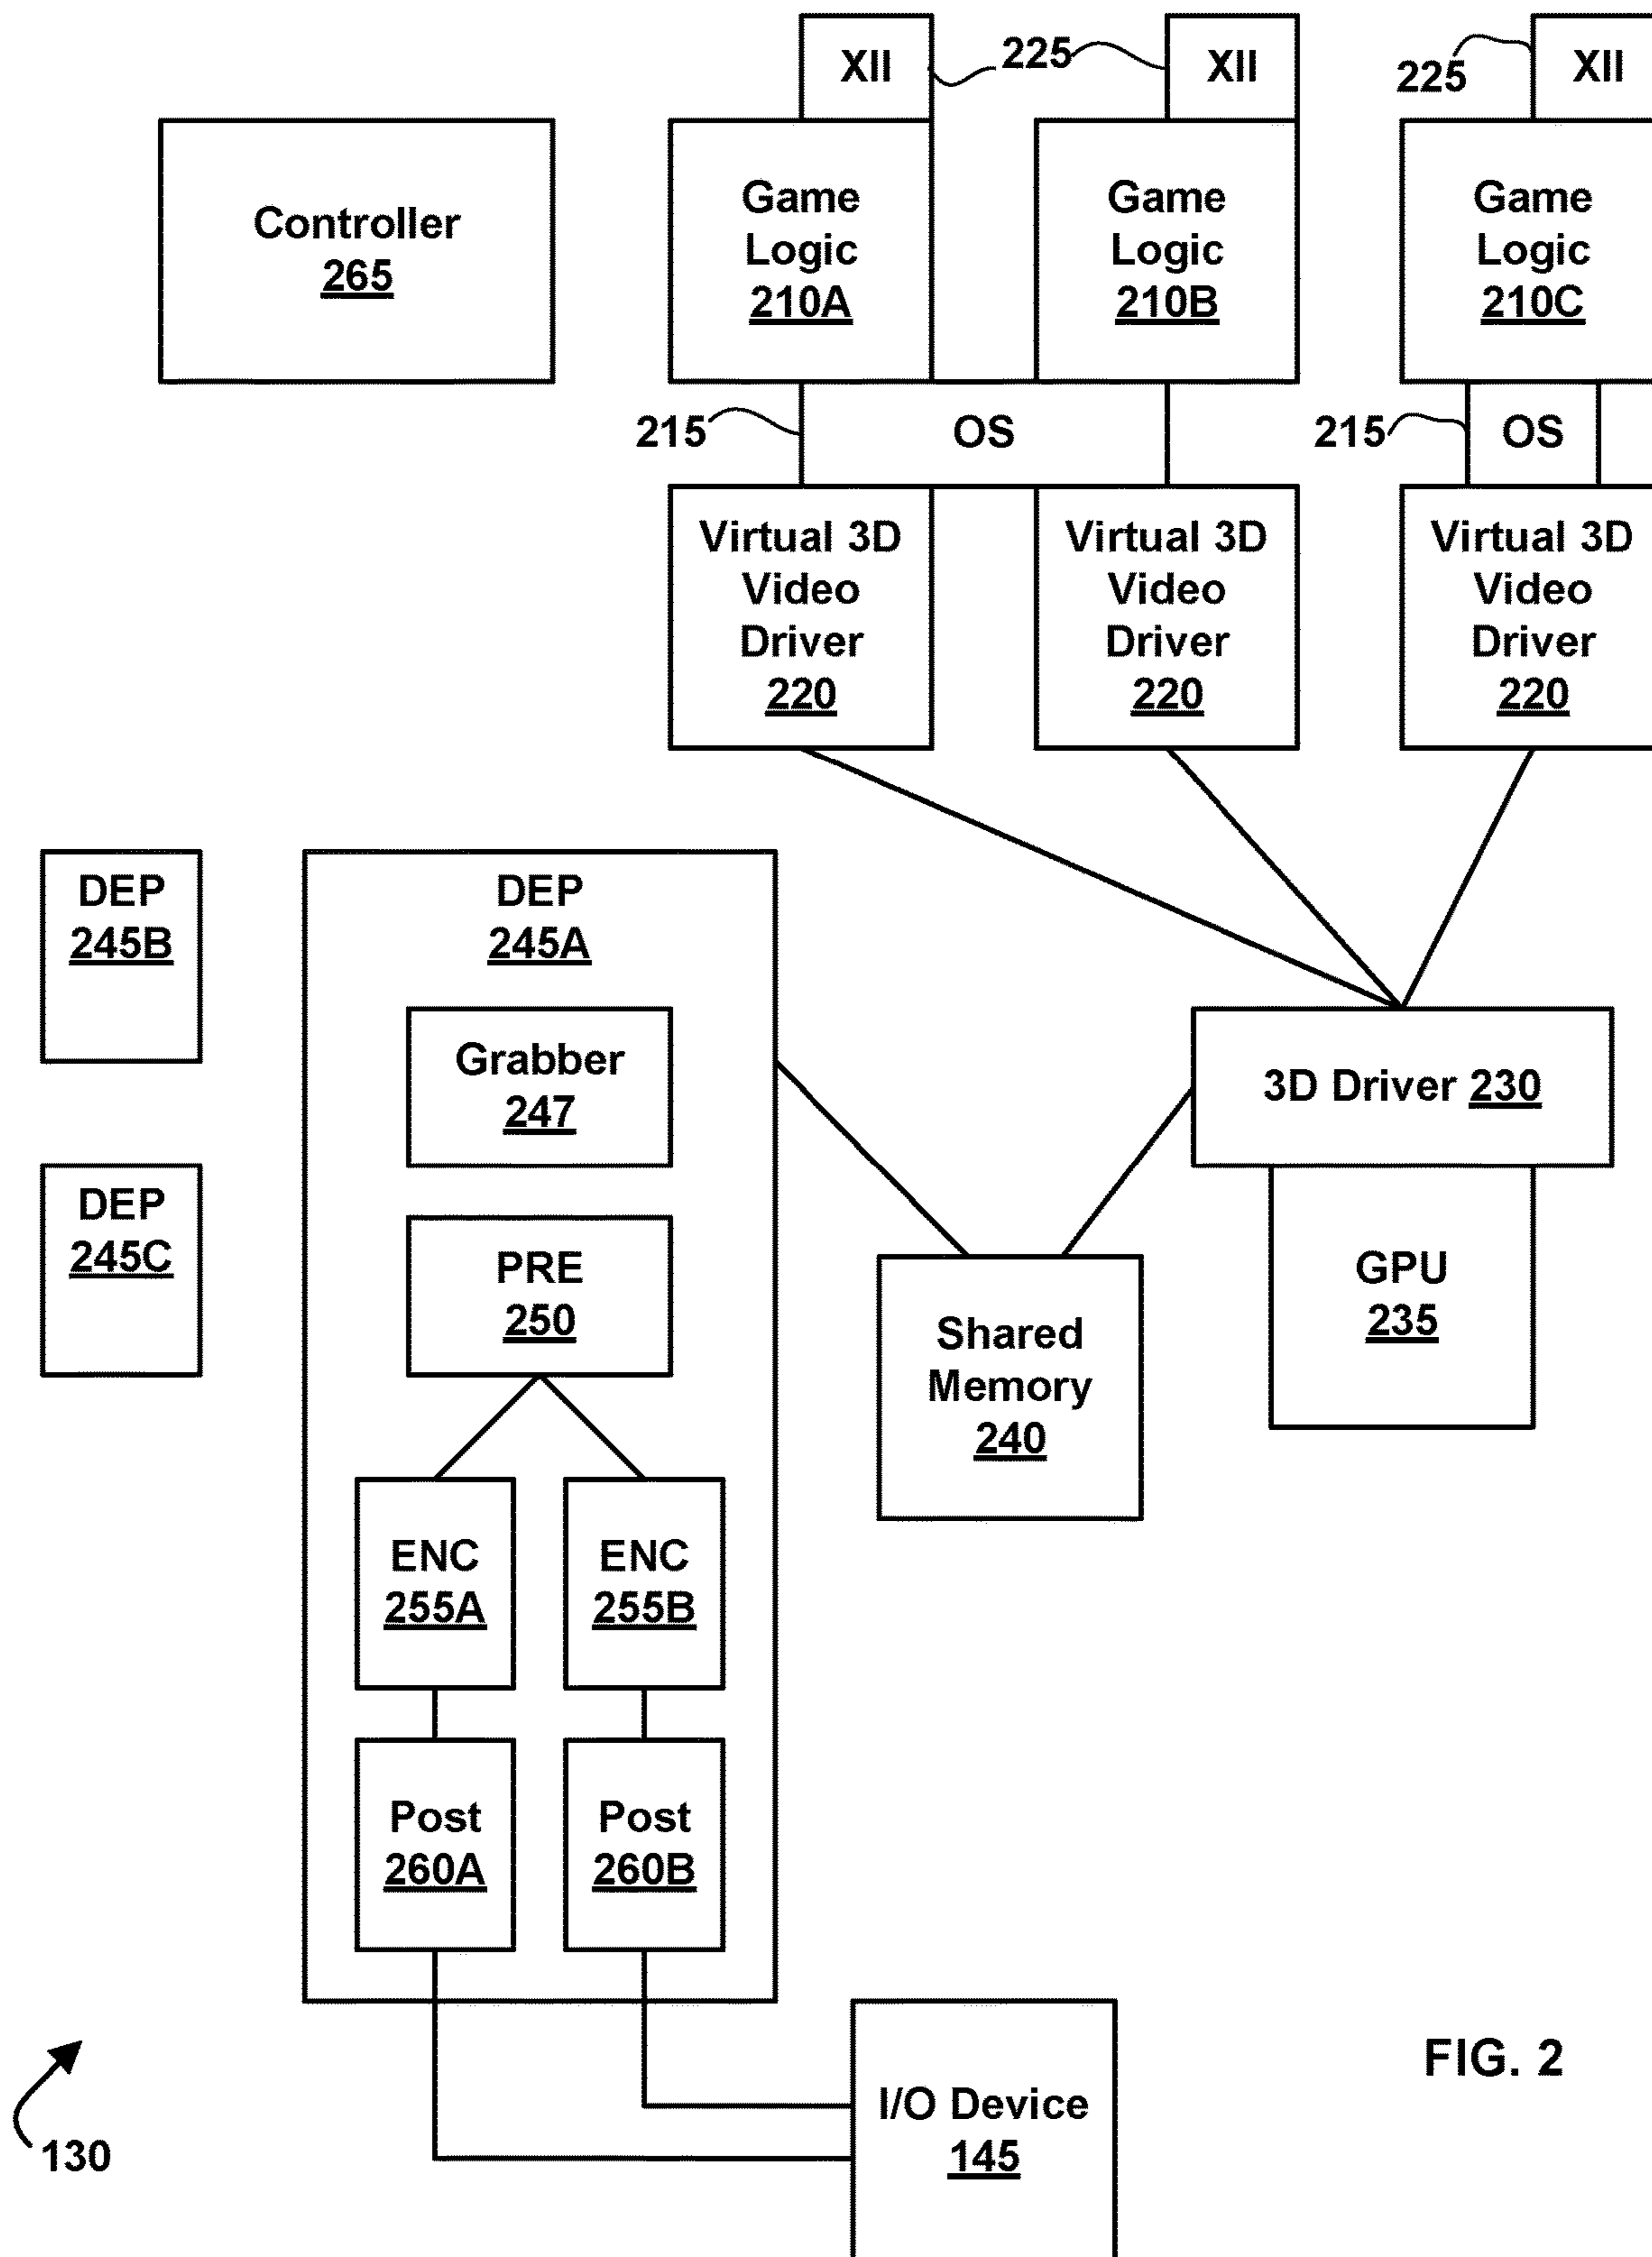 XII
225
XII
225
XII
Controller
265
Game
Logic
210A
Game
Logic
210B
Game
Logic
210C
215
OS
215
OS
Virtual 3D
Video
Driver
220
Virtual 3D
Video
Driver
220
Virtual 3D
Video
Driver
220
DEP
245B
DEP
245A
Grabber
247
3D Driver 230
DEP
245C
PRE
250
GPU
235
Shared
Memory
240
ENC
255A
ENC
255B
Post
260A
Post
260B
I/O Device
145
FIG. 2
130